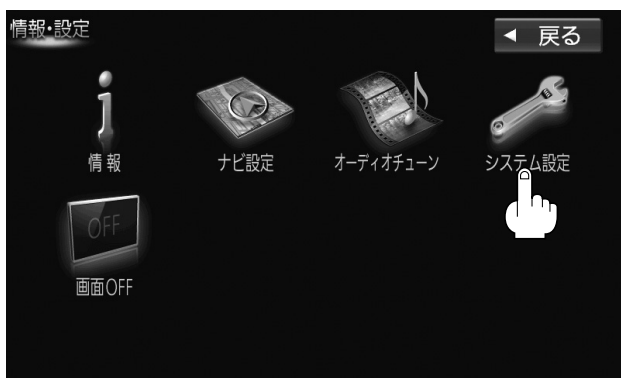 情報・設定
◀ 戻る
情報
ナビ設定
オーディオチューン
システム設定
OFF
画面OFF